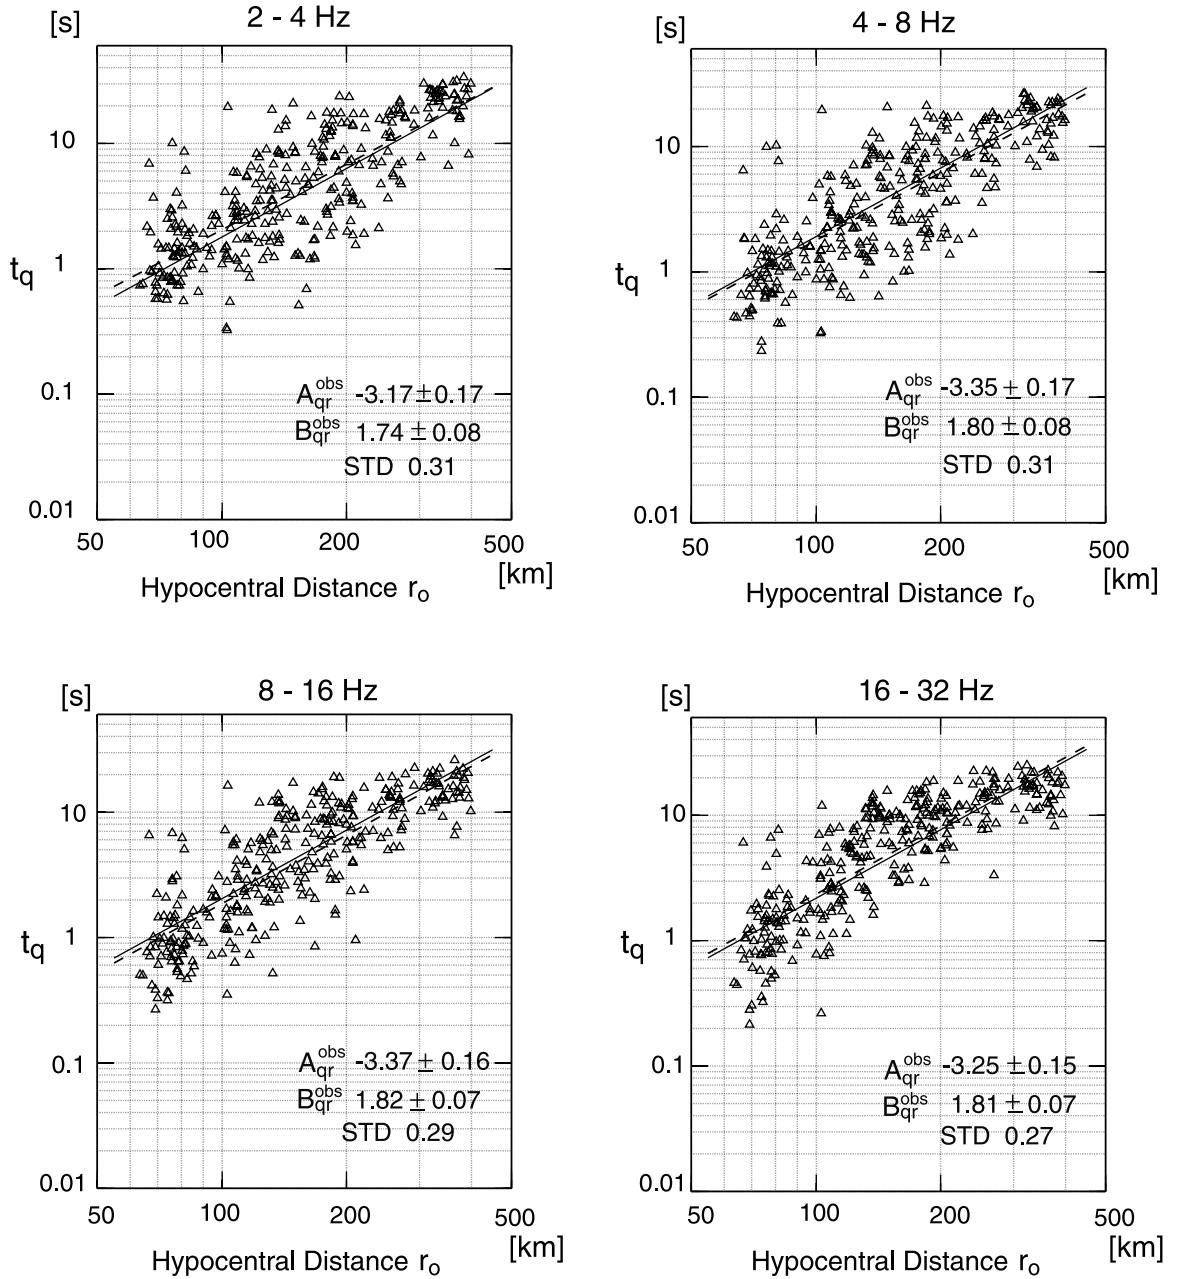 2 - 4 Hz
[s]
10
1
t_q
0.1
0.01
A_qr^obs -3.17 ± 0.17
B_qr^obs 1.74 ± 0.08
STD 0.31
50 100 200 500
[km]
Hypocentral Distance r_o
4 - 8 Hz
[s]
10
1
t_q
0.1
0.01
A_qr^obs -3.35 ± 0.17
B_qr^obs 1.80 ± 0.08
STD 0.31
50 100 200 500
[km]
Hypocentral Distance r_o
8 - 16 Hz
[s]
10
1
t_q
0.1
0.01
A_qr^obs -3.37 ± 0.16
B_qr^obs 1.82 ± 0.07
STD 0.29
50 100 200 500
[km]
Hypocentral Distance r_o
16 - 32 Hz
[s]
10
1
t_q
0.1
0.01
A_qr^obs -3.25 ± 0.15
B_qr^obs 1.81 ± 0.07
STD 0.27
50 100 200 500
[km]
Hypocentral Distance r_o